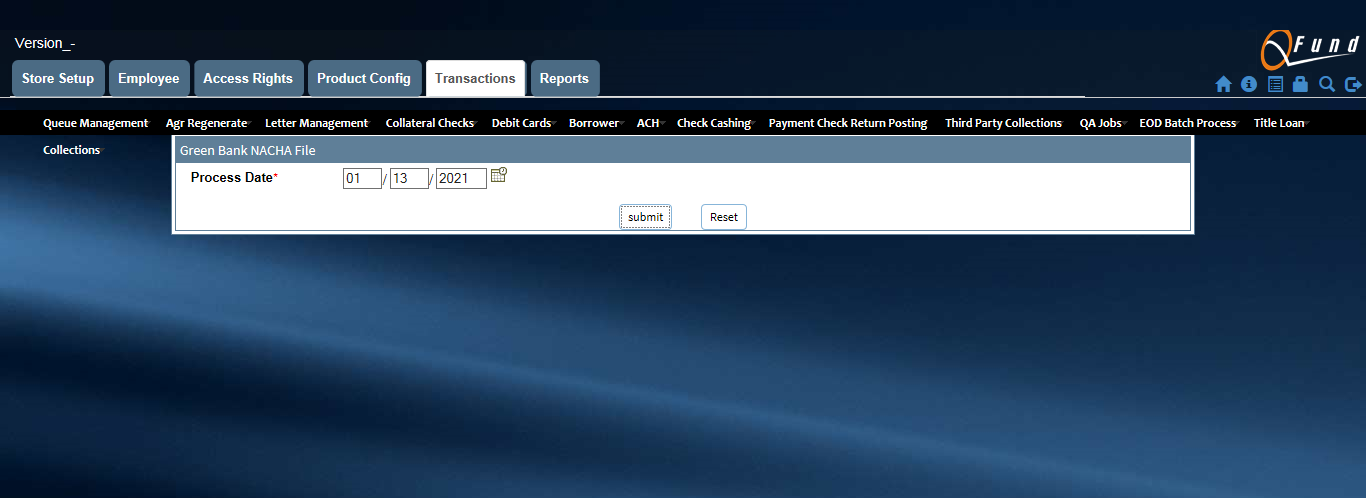 Version_-
QFund
Store Setup Employee Access Rights Product Config Transactions Reports
Queue Management Agr Regenerate Letter Management Collateral Checks Debit Cards Borrower ACH Check Cashing Payment Check Return Posting Third Party Collections QA Jobs EOD Batch Process Title Loan
Collections
Green Bank NACHA File
Process Date* 01 / 13 / 2021
submit Reset